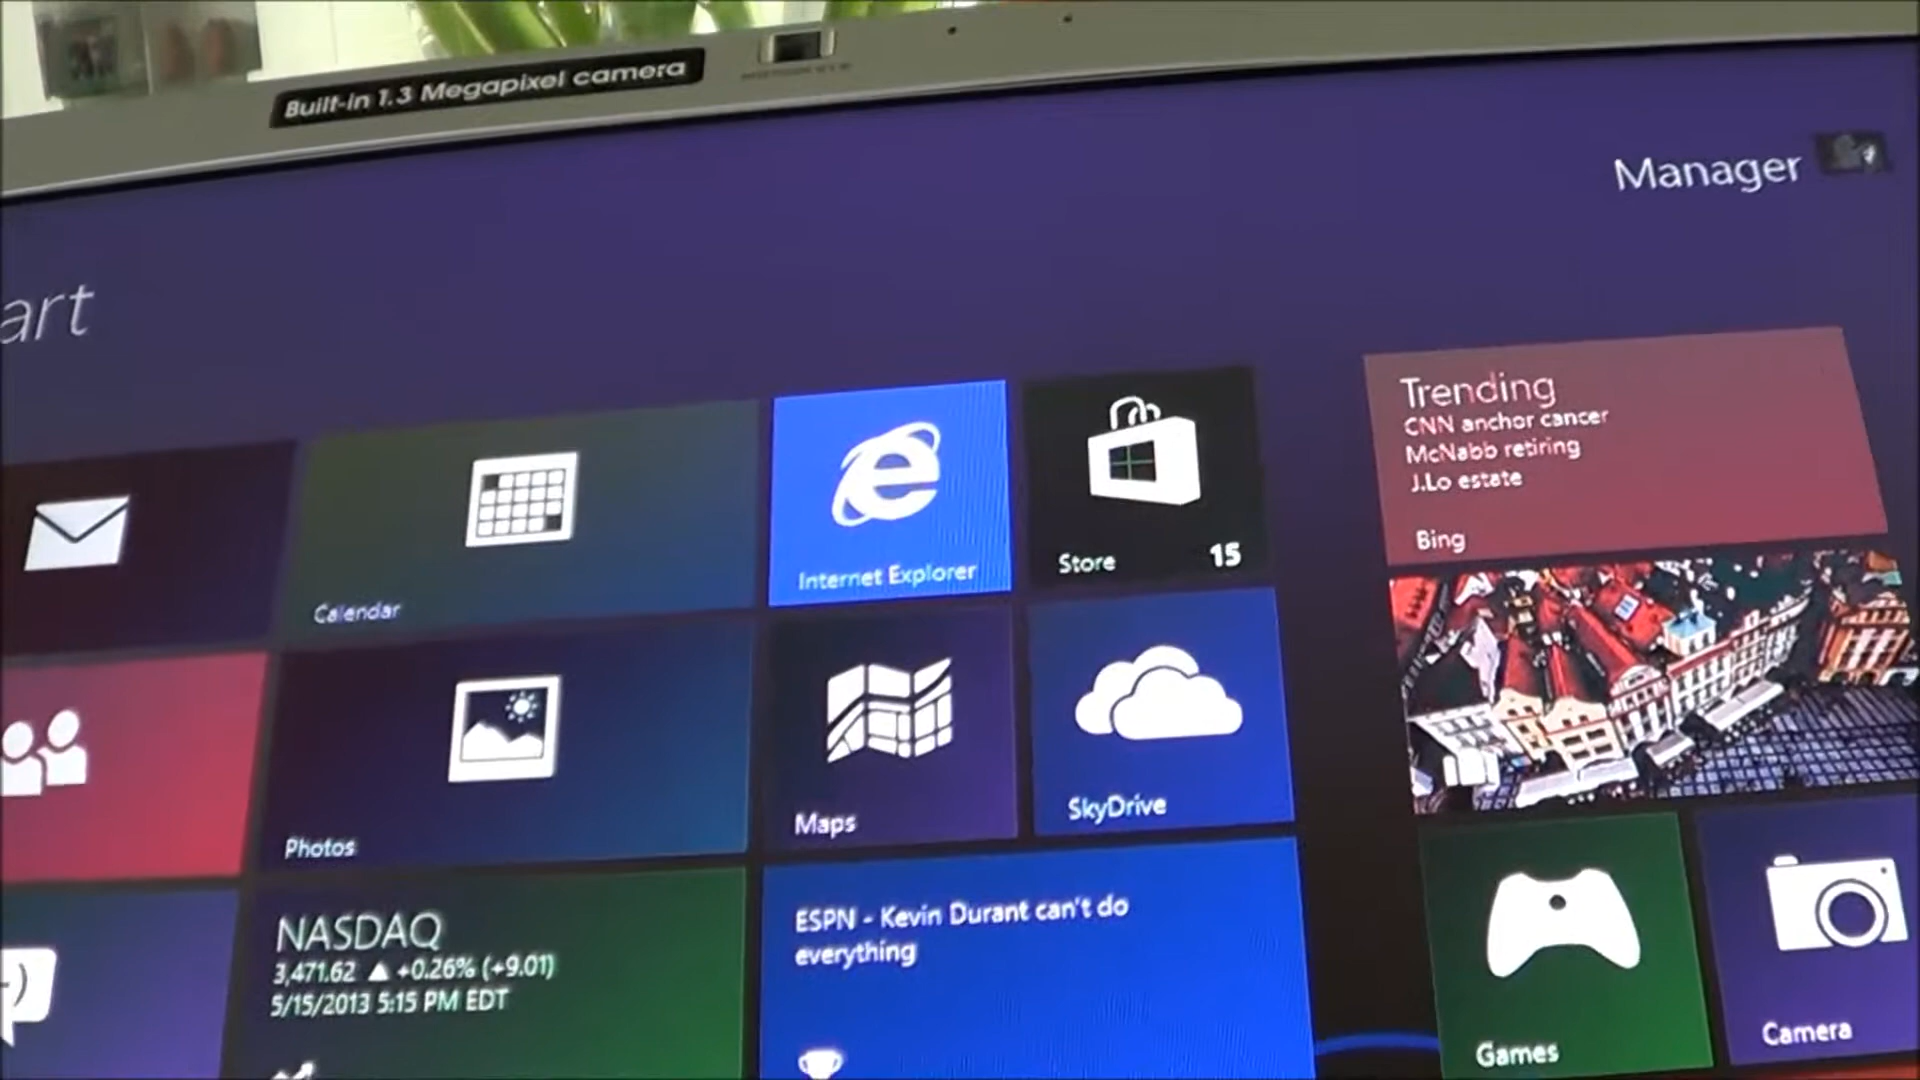 Built-in 1.3 Megapixel camera
Manager
art
Trending
CNN anchor cancer
McNabb retiring
J.Lo estate
Bing
Calendar
Internet Explorer
Store 15
Photos
Maps
SkyDrive
NASDAQ
3,471.62 ▲ +0.26% (+9.01)
5/15/2013 5:15 PM EDT
ESPN - Kevin Durant can't do
everything
Games
Camera